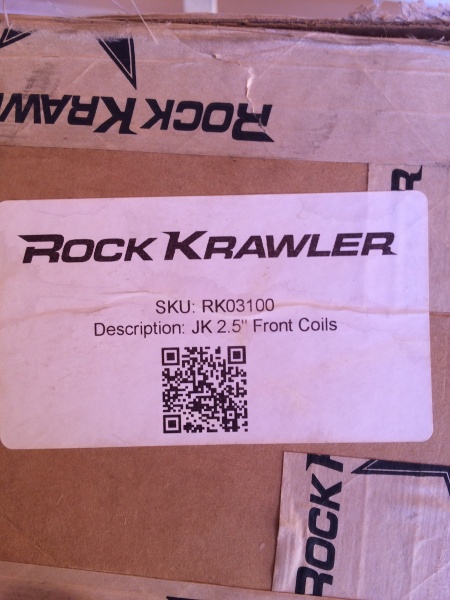 ROCK KRAWLER
R
ROCK KRAWLER
SKU: RK03100
Description: JK 2.5" Front Coils
ROCK K